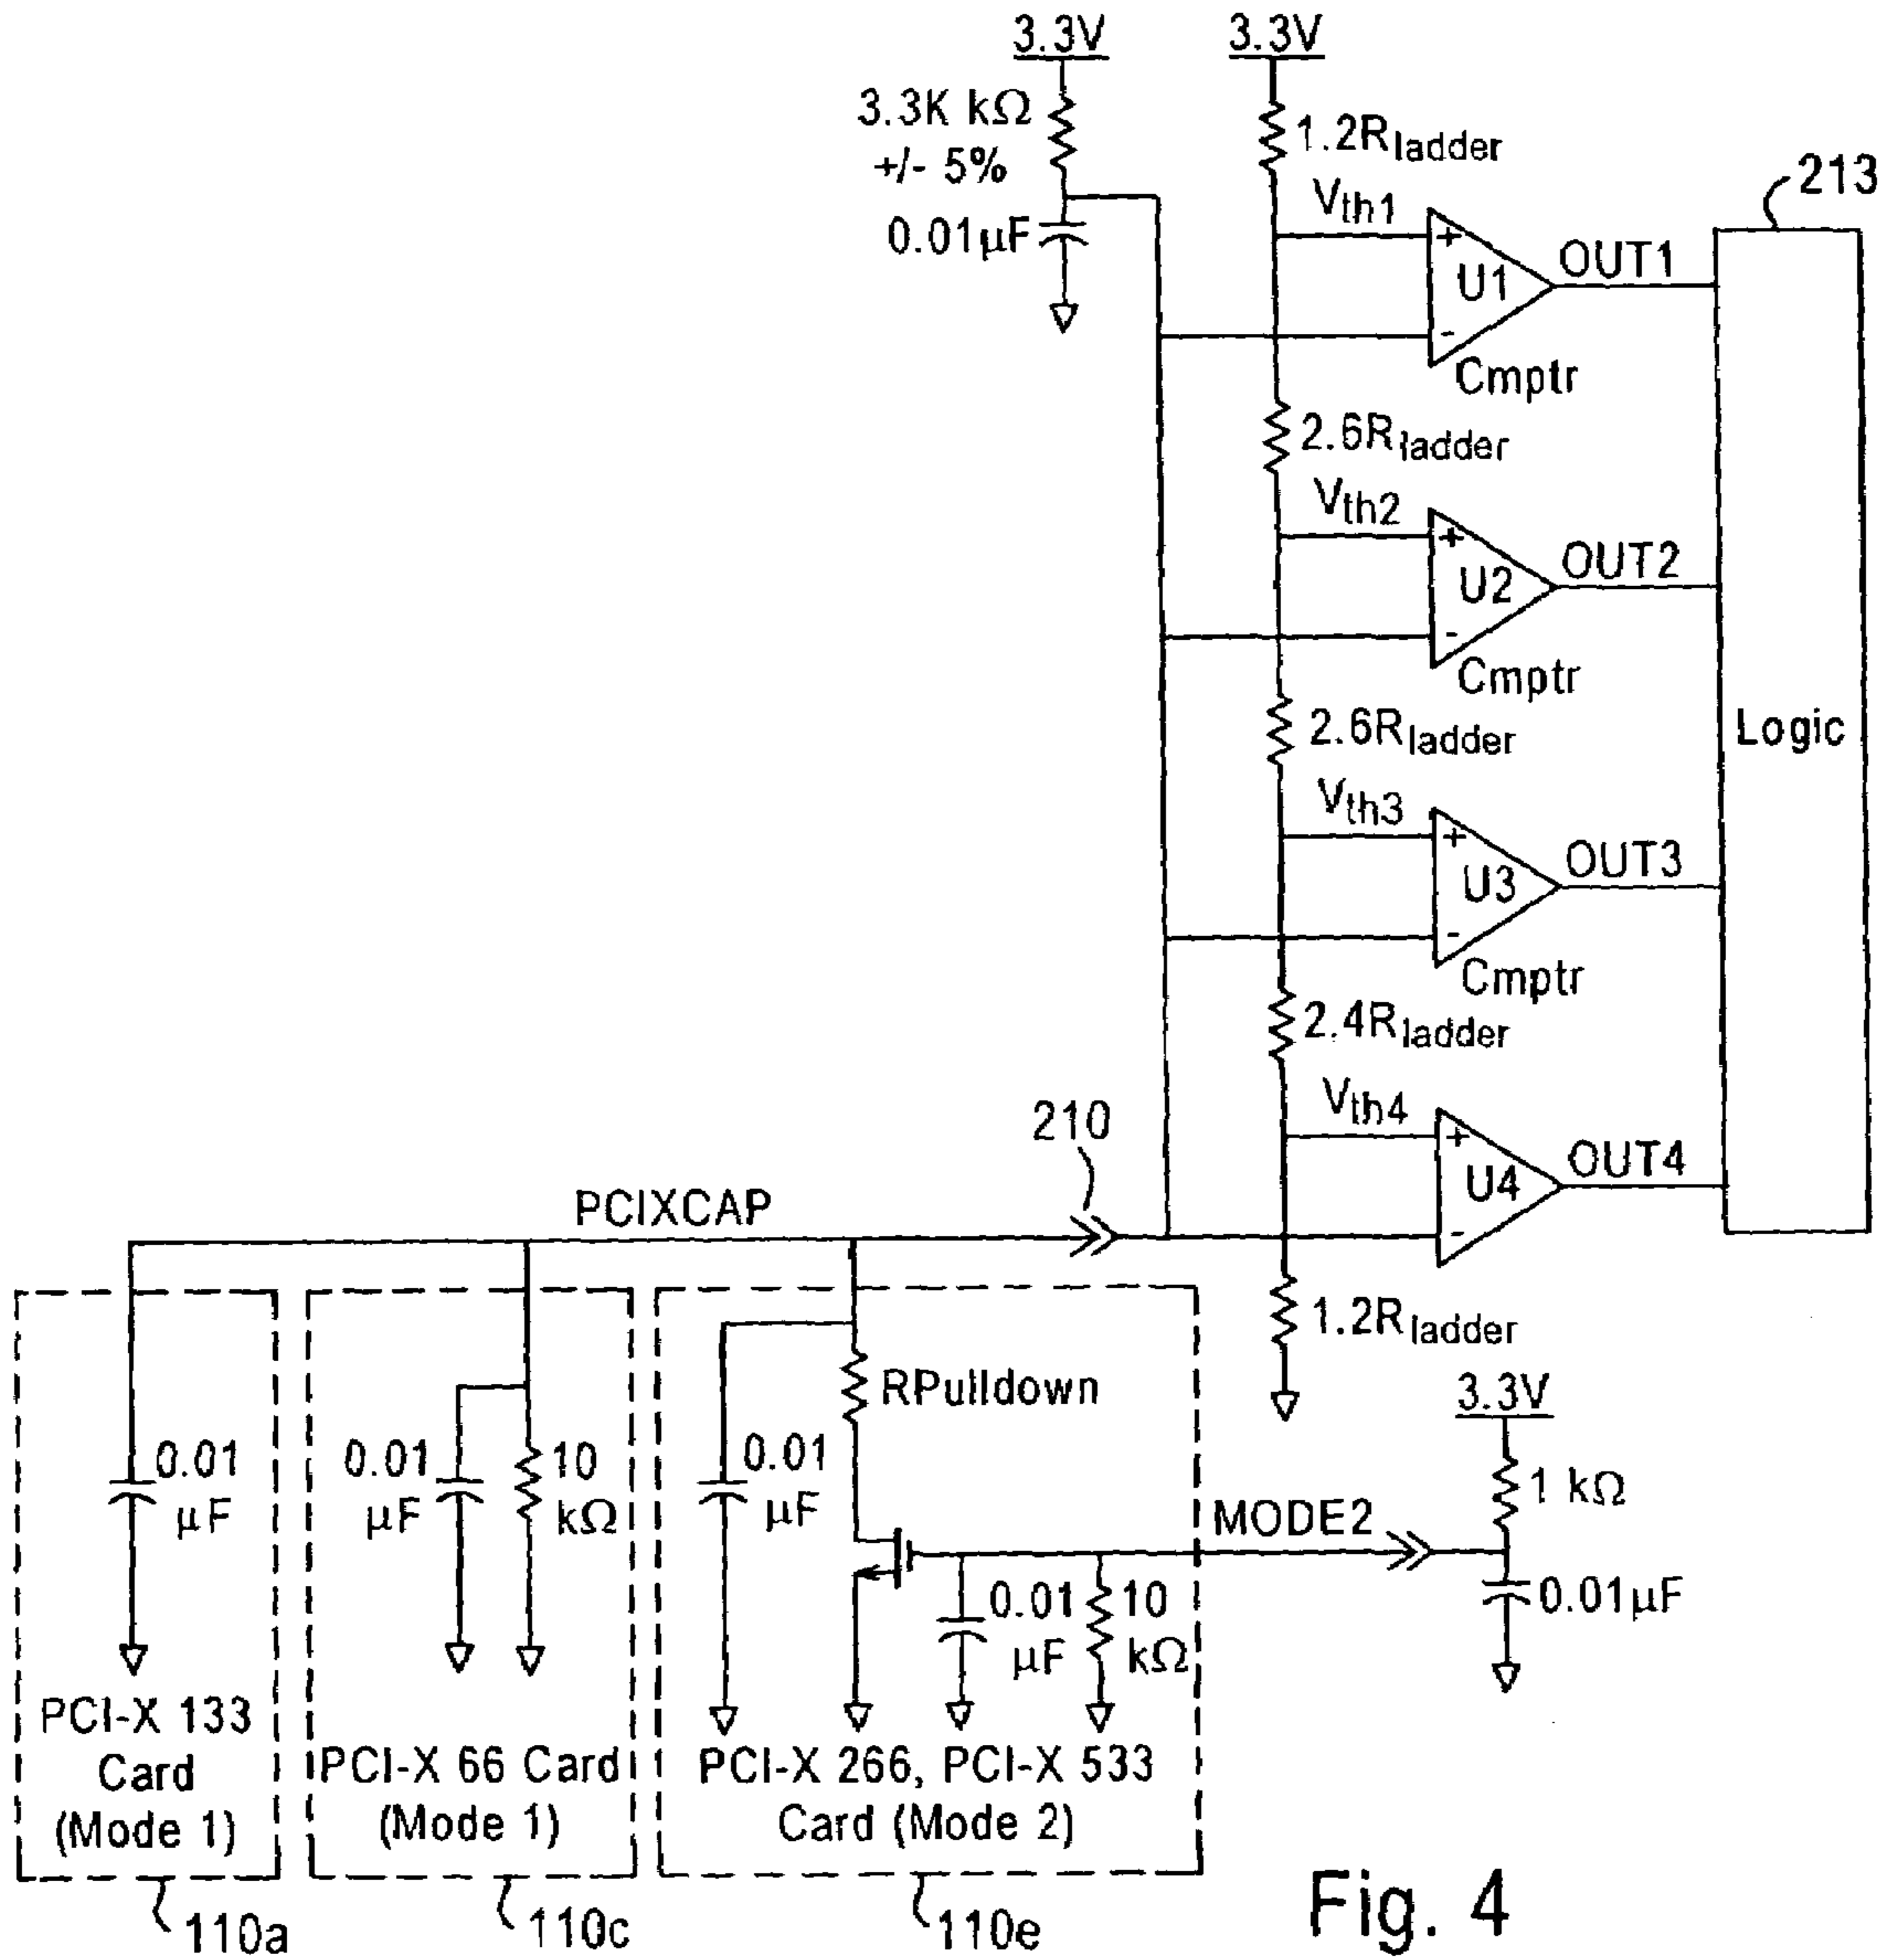 3.3V
3.3V
3.3K kΩ
+/- 5%
0.01µF
1.2Rladder
Vth1
+
U1
-
Cmptr
OUT1
213
2.6Rladder
Vth2
+
U2
-
Cmptr
OUT2
2.6Rladder
Logic
Vth3
+
U3
-
Cmptr
OUT3
2.4Rladder
210
Vth4
+
U4
-
OUT4
PCIXCAP
1.2Rladder
RPulldown
3.3V
1 kΩ
0.01µF
MODE2
0.01
µF
0.01
µF
10
kΩ
0.01
µF
0.01
µF
10
kΩ
PCI-X 133
Card
(Mode 1)
PCI-X 66 Card
(Mode 1)
PCI-X 266, PCI-X 533
Card (Mode 2)
110a
110c
110e
Fig. 4